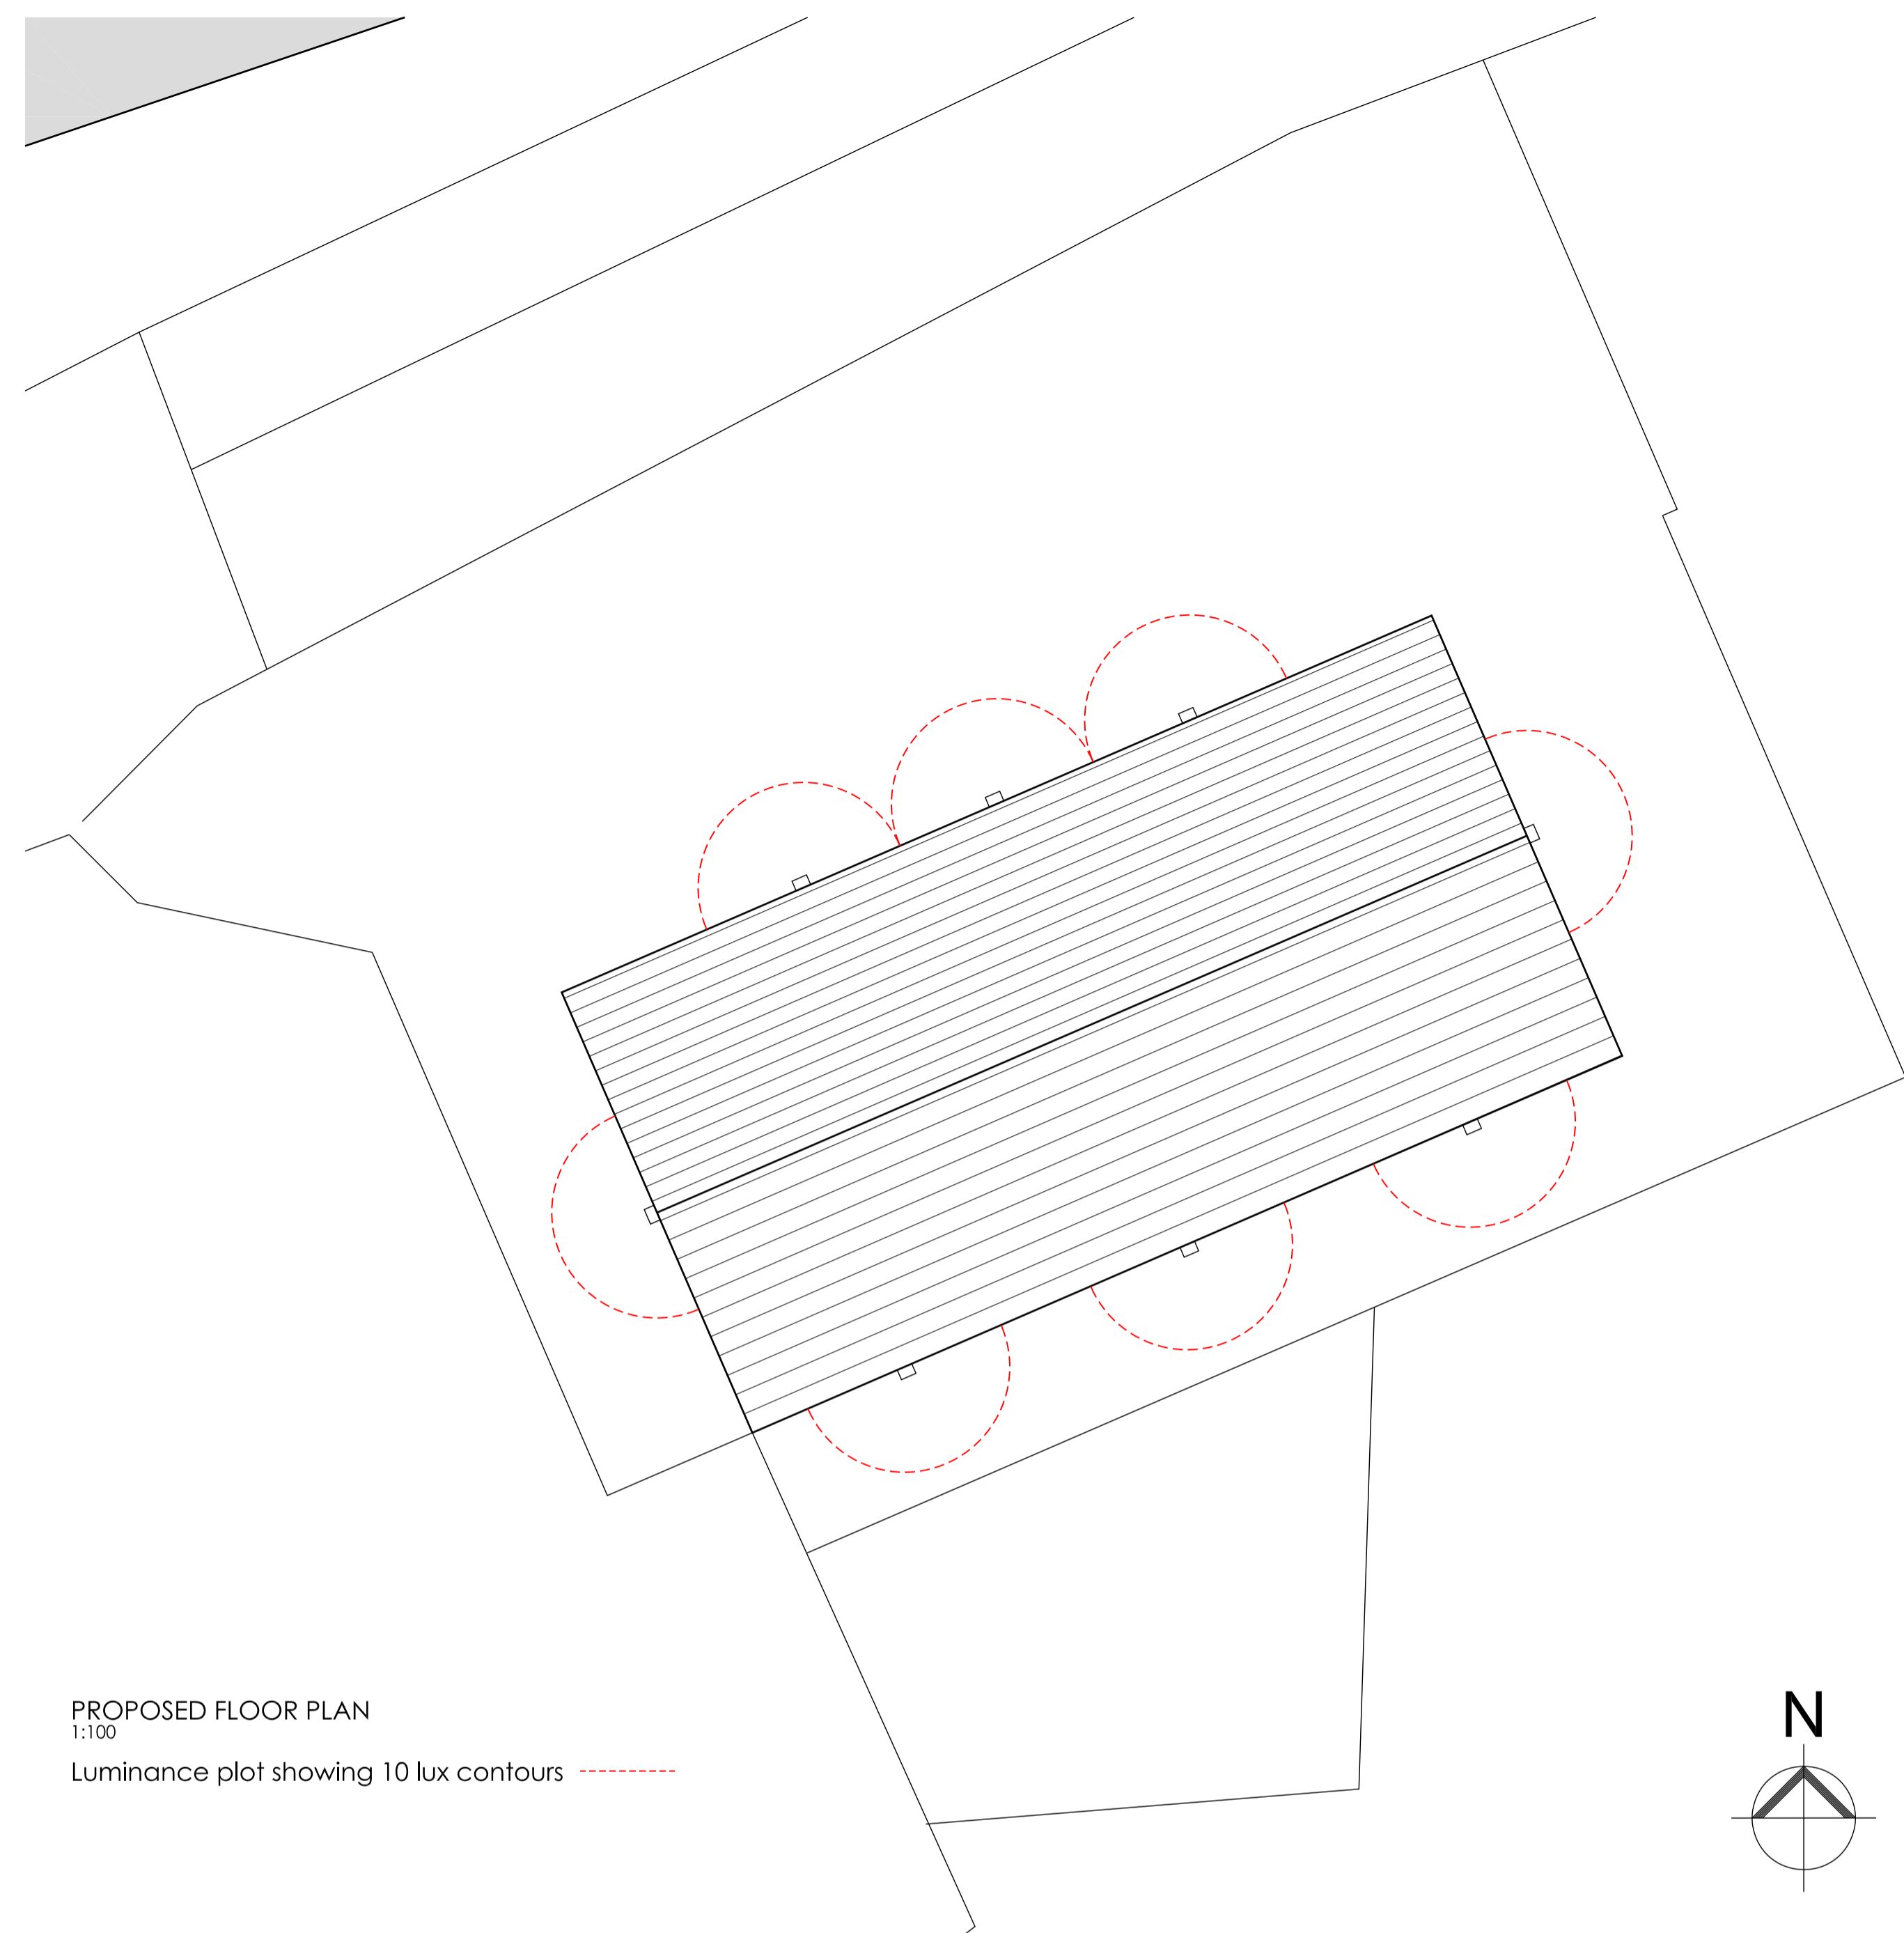 PROPOSED FLOOR PLAN
1:100
Luminance plot showing 10 lux contours
N